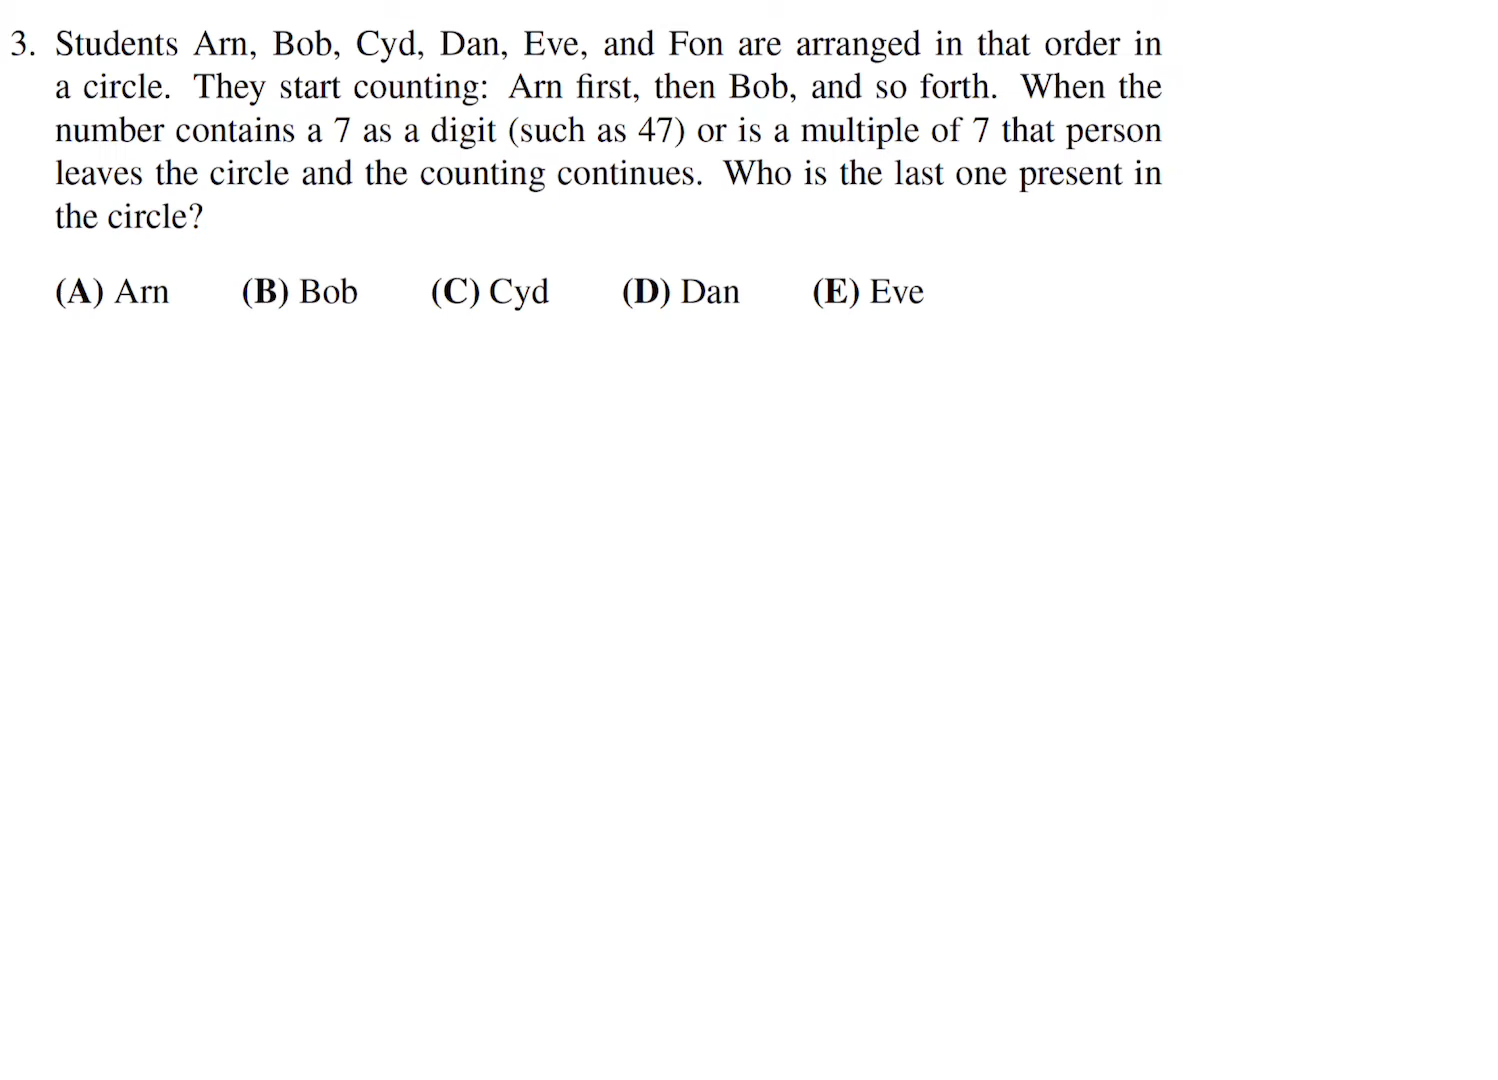 3. Students Arn, Bob, Cyd, Dan, Eve, and Fon are arranged in that order in
a circle. They start counting: Arn first, then Bob, and so forth. When the
number contains a 7 as a digit (such as 47) or is a multiple of 7 that person
leaves the circle and the counting continues. Who is the last one present in
the circle?
(A) Arn (B) Bob (C) Cyd (D) Dan (E) Eve